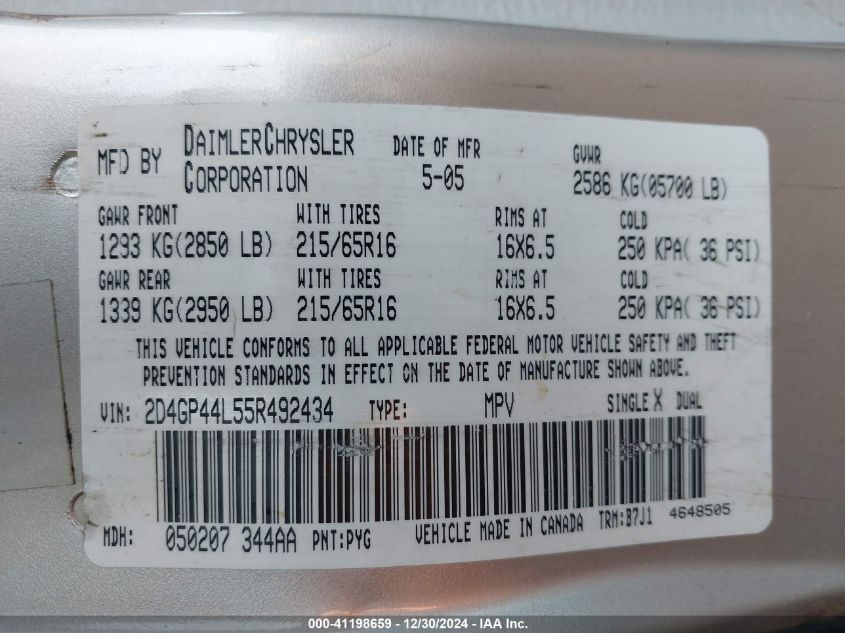 MFD BY DAIMLERCHRYSLER CORPORATION DATE OF MFR 5-05 GVWR 2586 KG(05700 LB)
GAWR FRONT WITH TIRES RIMS AT COLD
1293 KG(2850 LB) 215/65R16 16X6.5 250 KPA( 36 PSI)
GAWR REAR WITH TIRES RIMS AT COLD
1339 KG(2950 LB) 215/65R16 16X6.5 250 KPA( 36 PSI)
THIS VEHICLE CONFORMS TO ALL APPLICABLE FEDERAL MOTOR VEHICLE SAFETY AND THEFT
PREVENTION STANDARDS IN EFFECT ON THE DATE OF MANUFACTURE SHOWN ABOVE.
VIN: 2D4GP44L55R492434 TYPE: MPV SINGLE X DUAL
MDH: 050207 344AA PNT:PYG VEHICLE MADE IN CANADA TRM:B7J1 4648505
000-41198659 - 12/30/2024 - IAA Inc.